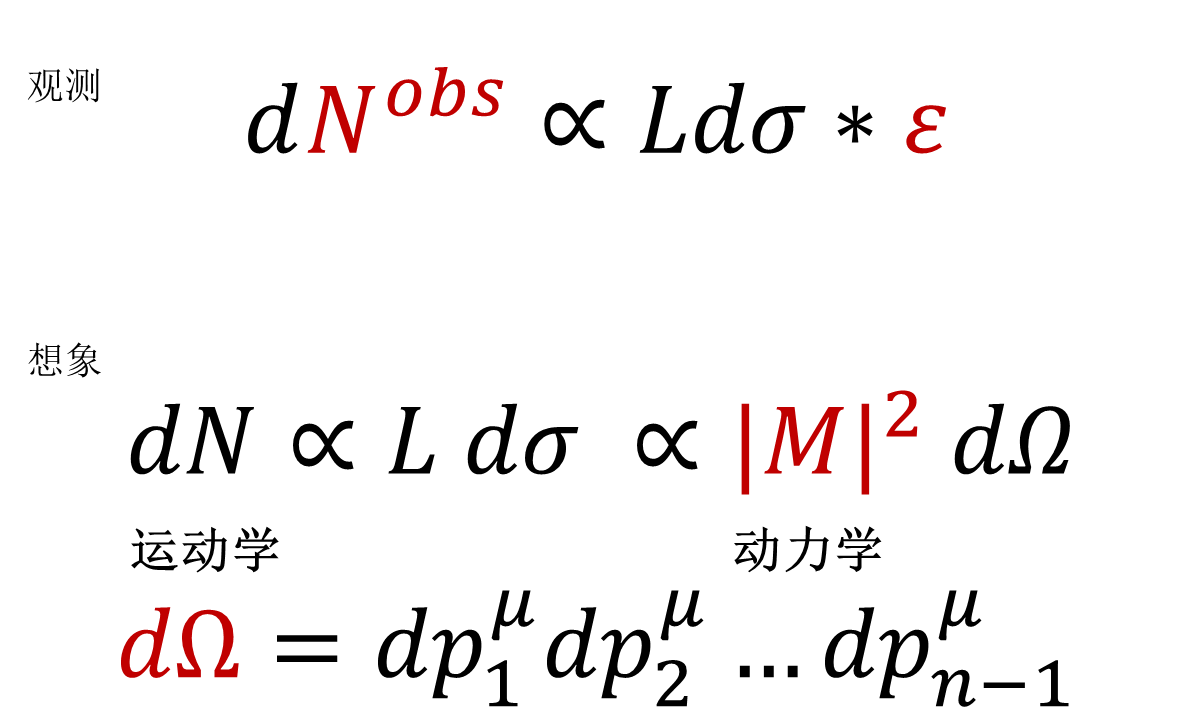 观测
dN^{obs} ∝ Ldσ * ε
想象
dN ∝ L dσ ∝ |M|² dΩ
运动学 动力学
dΩ = dp_1^μ dp_2^μ … dp_{n−1}^μ